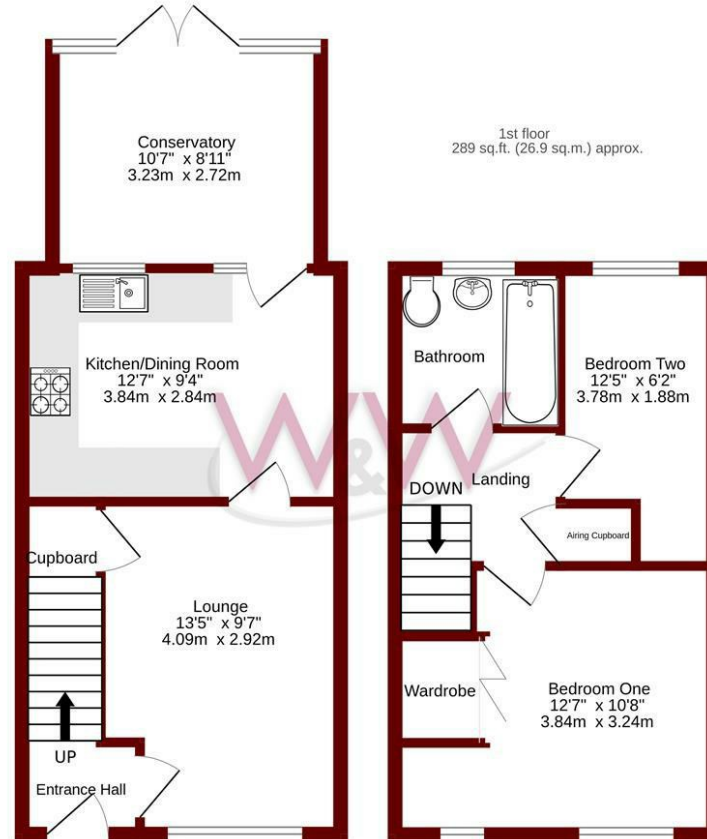 Conservatory
10'7" x 8'11"
3.23m x 2.72m
Kitchen/Dining Room
12'7" x 9'4"
3.84m x 2.84m
Cupboard
Lounge
13'5" x 9'7"
4.09m x 2.92m
UP
Entrance Hall
1st floor
289 sq.ft. (26.9 sq.m.) approx.
Bathroom
Bedroom Two
12'5" x 6'2"
3.78m x 1.88m
Landing
DOWN
Airing Cupboard
Wardrobe
Bedroom One
12'7" x 10'8"
3.84m x 3.24m
W&W